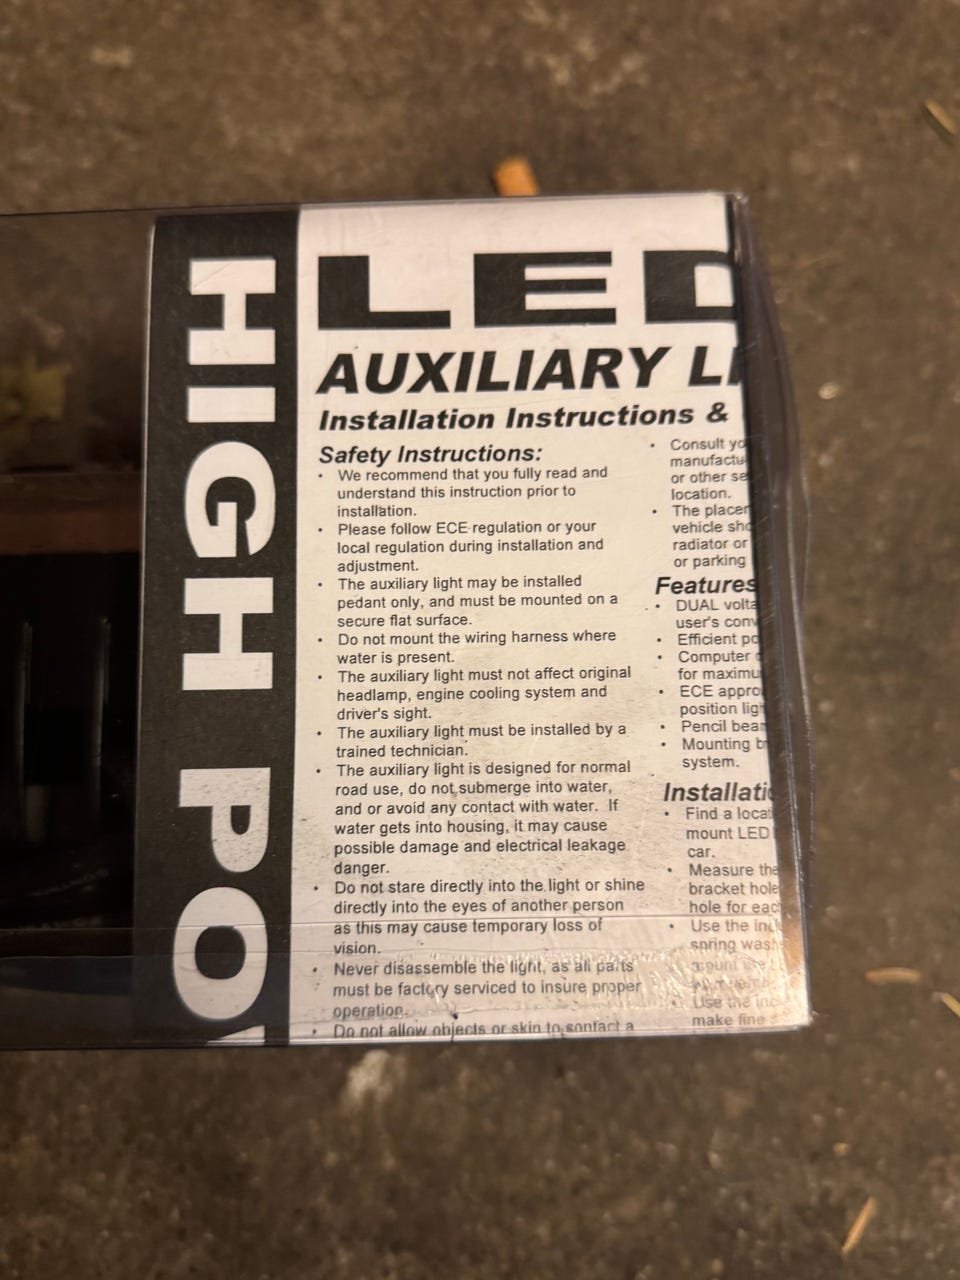 HIGH PO
LED
AUXILIARY LI
Installation Instructions &
Safety Instructions:
• We recommend that you fully read and
understand this instruction prior to
installation.
• Please follow ECE regulation or your
local regulation during installation and
adjustment.
• The auxiliary light may be installed
pedant only, and must be mounted on a
secure flat surface.
• Do not mount the wiring harness where
water is present.
• The auxiliary light must not affect original
headlamp, engine cooling system and
driver's sight.
• The auxiliary light must be installed by a
trained technician.
• The auxiliary light is designed for normal
road use, do not submerge into water,
and or avoid any contact with water. If
water gets into housing, it may cause
possible damage and electrical leakage
danger.
• Do not stare directly into the light or shine
directly into the eyes of another person
as this may cause temporary loss of
vision.
• Never disassemble the light, as all parts
must be factory serviced to insure proper
operation.
• Do not allow objects or skin to contact a
• Consult yo
manufactu
or other se
location.
• The placer
vehicle sho
radiator or
or parking
Features
• DUAL volta
user's conv
• Efficient po
• Computer
for maximu
• ECE appro
position lig
• Pencil bear
• Mounting b
system.
Installati
• Find a locat
mount LED
car.
• Measure the
bracket hole
hole for eac
• Use the inc
spring wash
• Use the inc
make fine